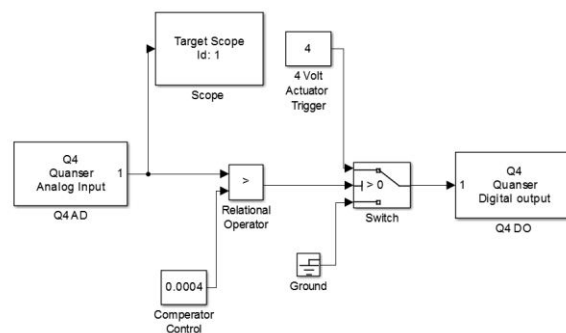 Target Scope
Id: 1
Scope
4
4 Volt
Actuator
Trigger
Q4
Quanser
Analog Input
1
Q4 AD
>
Relational
Operator
> 0
Switch
1
Q4
Quanser
Digital output
Q4 DO
0.0004
Comperator
Control
Ground